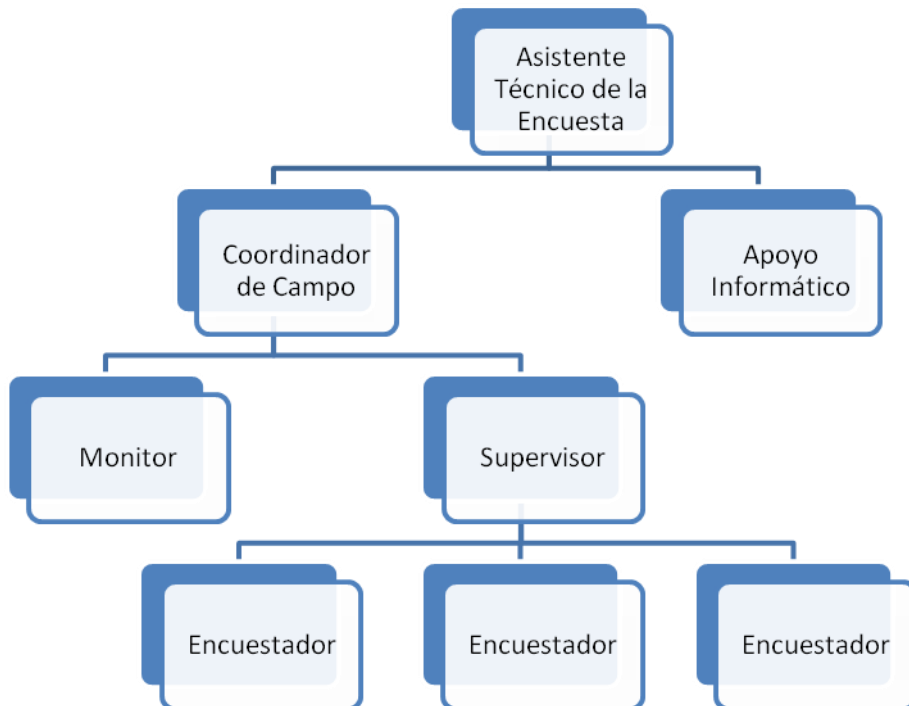 Asistente
Técnico de la
Encuesta
Coordinador
de Campo
Apoyo
Informático
Monitor
Supervisor
Encuestador
Encuestador
Encuestador